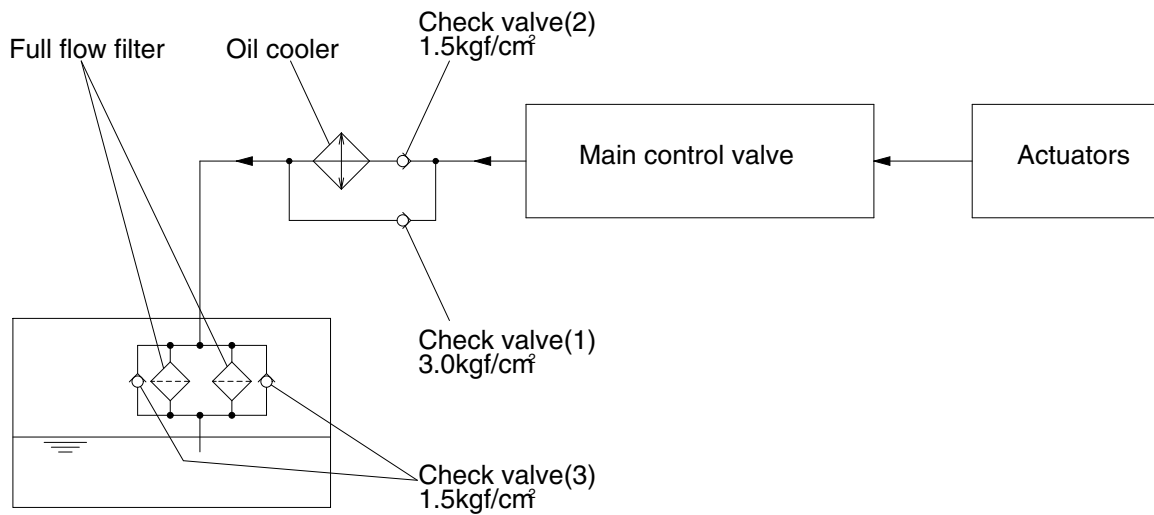 Check valve(2)
1.5kgf/cm²
Full flow filter
Oil cooler
Main control valve
Actuators
Check valve(1)
3.0kgf/cm²
Check valve(3)
1.5kgf/cm²